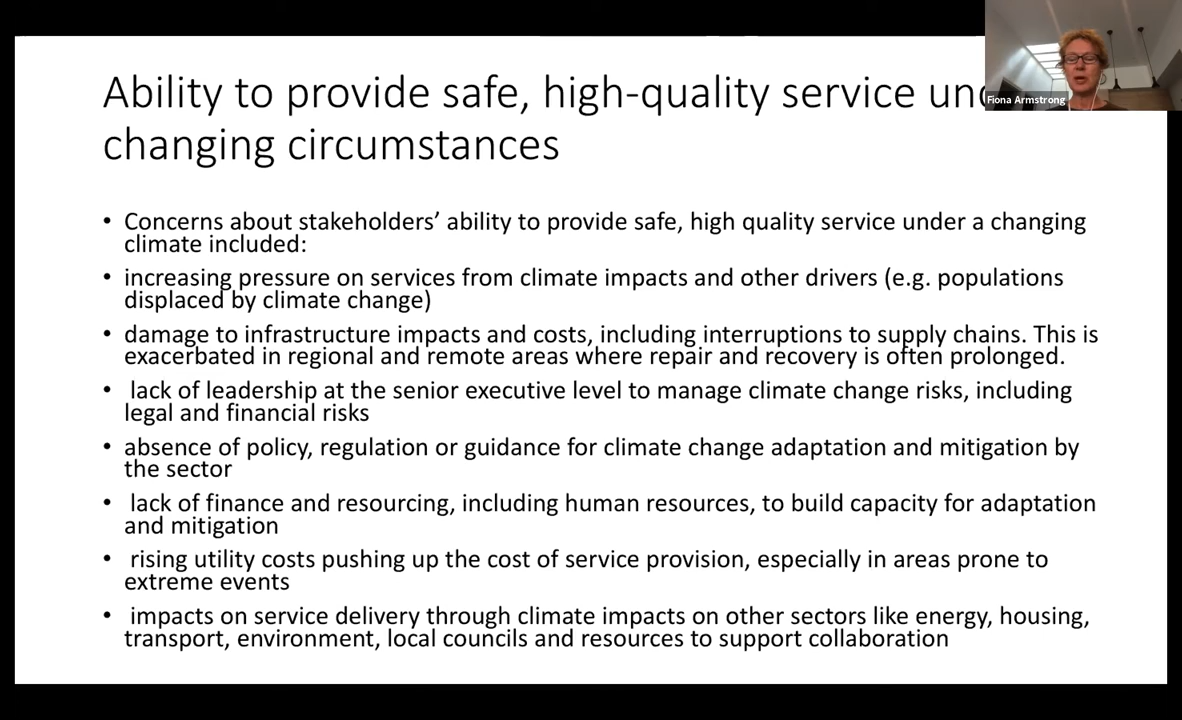 Ability to provide safe, high-quality service
changing circumstances
Fiona Armstrong
• Concerns about stakeholders’ ability to provide safe, high quality service under a changing
climate included:
• increasing pressure on services from climate impacts and other drivers (e.g. populations
displaced by climate change)
• damage to infrastructure impacts and costs, including interruptions to supply chains. This is
exacerbated in regional and remote areas where repair and recovery is often prolonged.
• lack of leadership at the senior executive level to manage climate change risks, including
legal and financial risks
• absence of policy, regulation or guidance for climate change adaptation and mitigation by
the sector
• lack of finance and resourcing, including human resources, to build capacity for adaptation
and mitigation
• rising utility costs pushing up the cost of service provision, especially in areas prone to
extreme events
• impacts on service delivery through climate impacts on other sectors like energy, housing,
transport, environment, local councils and resources to support collaboration